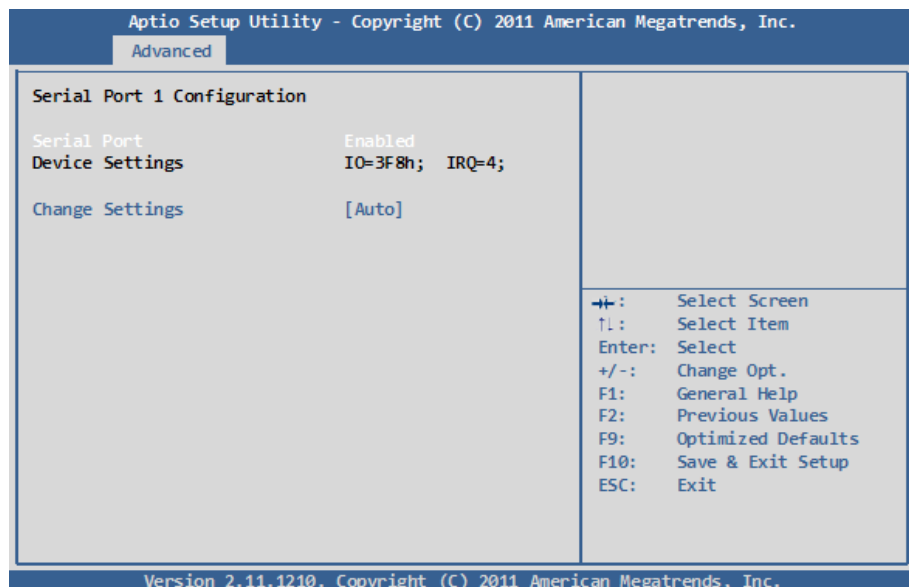 Aptio Setup Utility - Copyright (C) 2011 American Megatrends, Inc.
Advanced
Serial Port 1 Configuration
Serial Port Enabled
Device Settings IO=3F8h; IRQ=4;
Change Settings [Auto]
→←: Select Screen
↑↓: Select Item
Enter: Select
+/-: Change Opt.
F1: General Help
F2: Previous Values
F9: Optimized Defaults
F10: Save & Exit Setup
ESC: Exit
Version 2.11.1210. Copyright (C) 2011 American Megatrends, Inc.